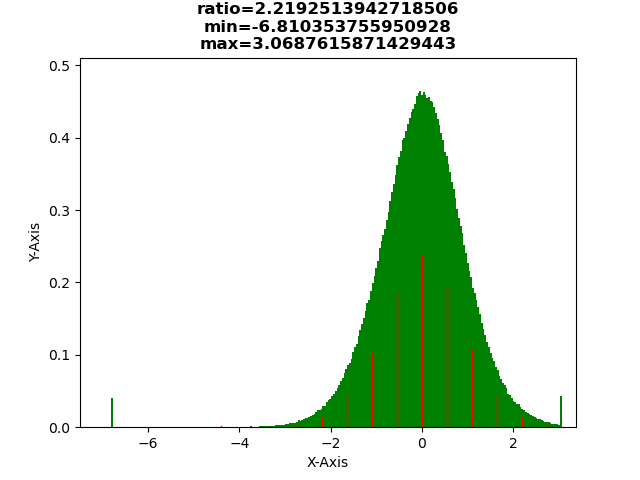 ratio=2.2192513942718506
min=-6.810353755950928
max=3.0687615871429443
0.5
0.4
0.3
0.2
0.1
0.0
Y-Axis
−6
−4
−2
0
2
X-Axis